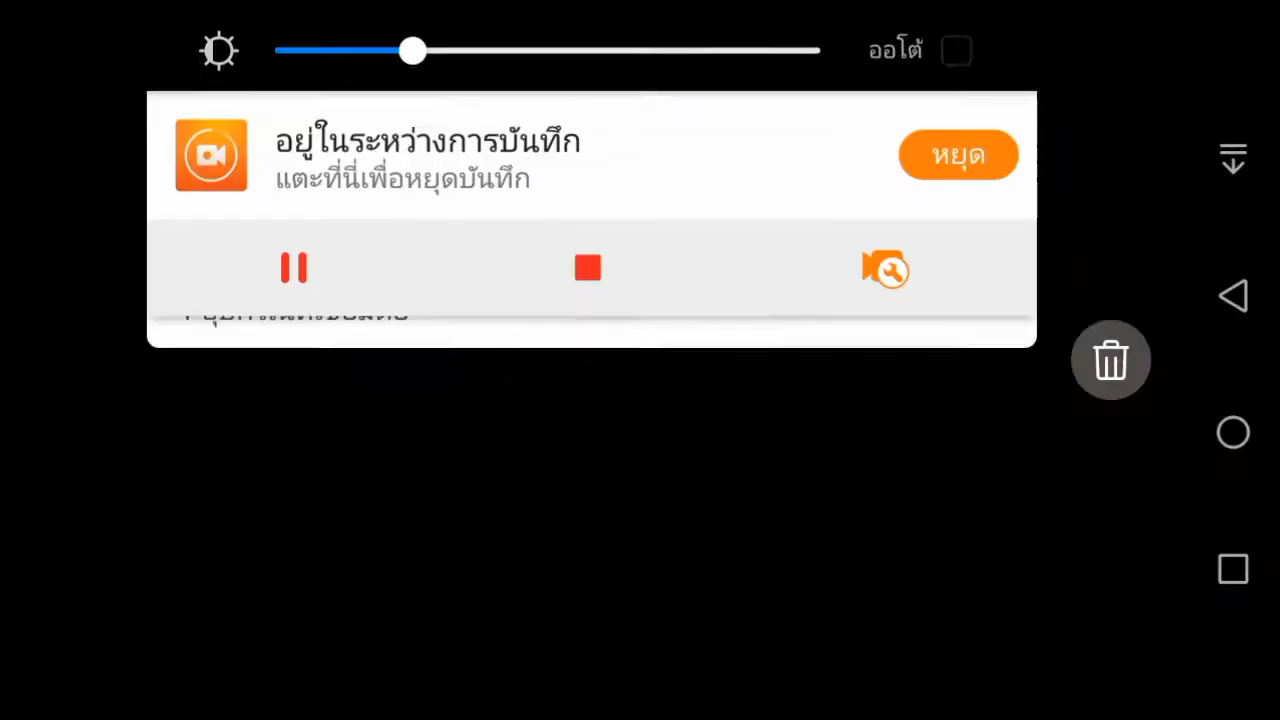 ออโต้
อยู่ในระหว่างการบันทึก
แตะที่นี่เพื่อหยุดบันทึก
หยุด